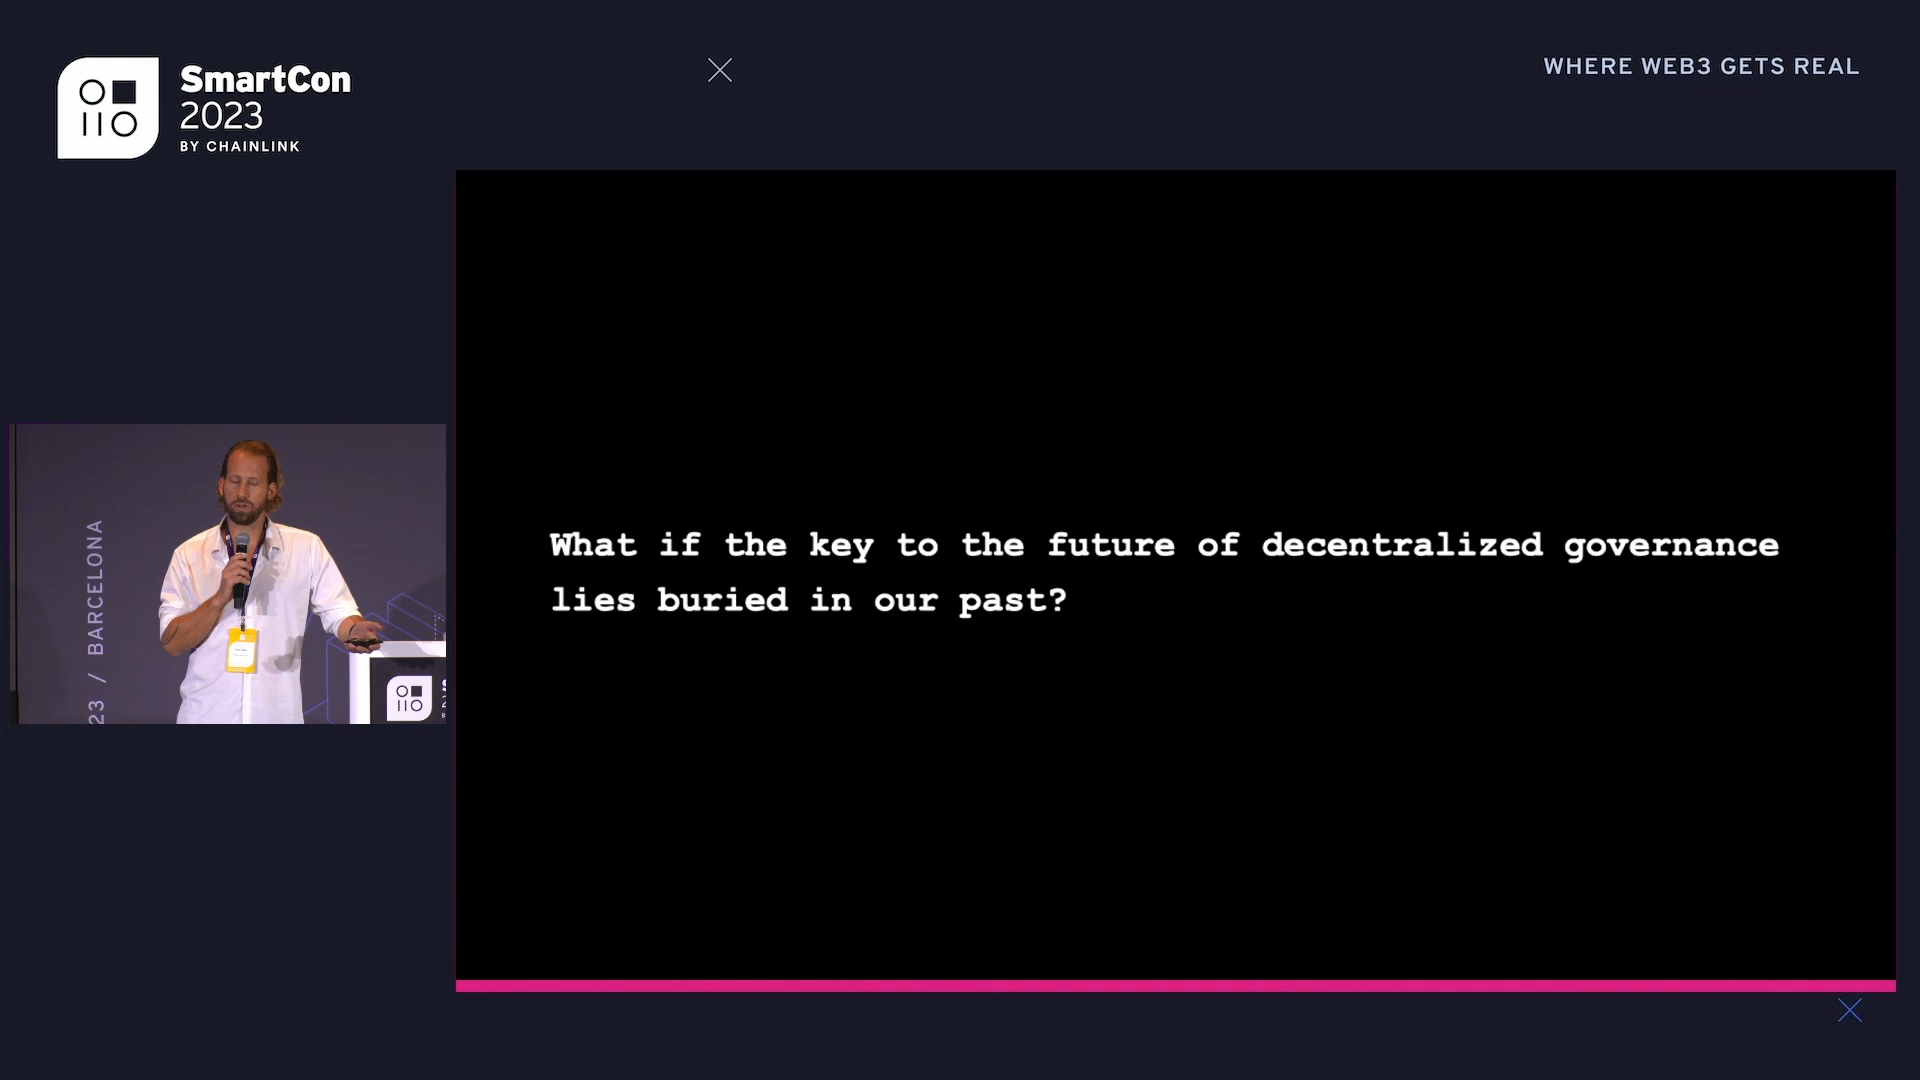 SmartCon
2023
BY CHAINLINK
WHERE WEB3 GETS REAL
What if the key to the future of decentralized governance
lies buried in our past?
23 / BARCELONA